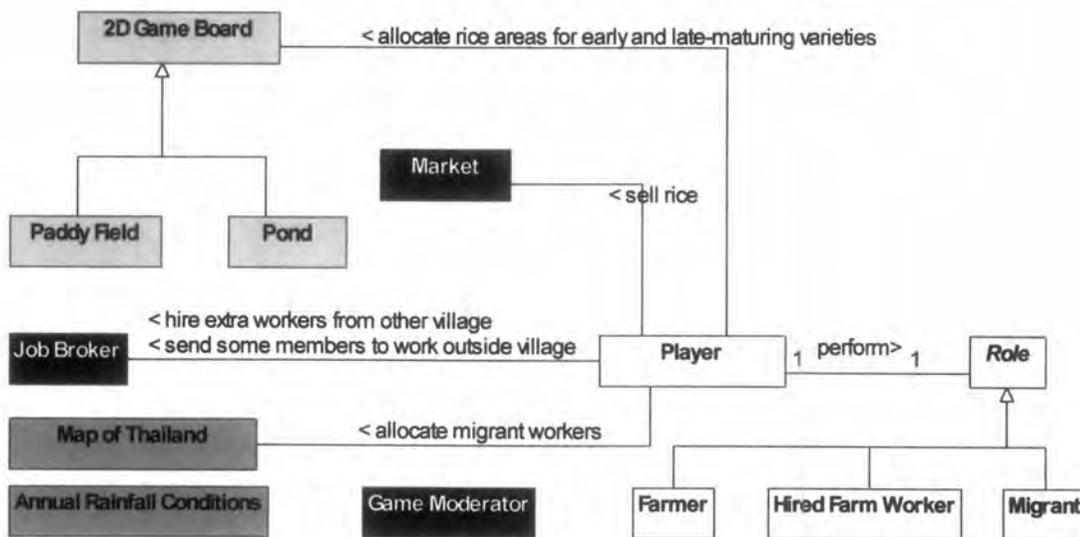 2D Game Board
< allocate rice areas for early and late-maturing varieties
Market
< sell rice
Paddy Field
Pond
< hire extra workers from other village
< send some members to work outside village
Job Broker
Player
1
perform>
1
Role
Map of Thailand
< allocate migrant workers
Annual Rainfall Conditions
Game Moderator
Farmer
Hired Farm Worker
Migrant